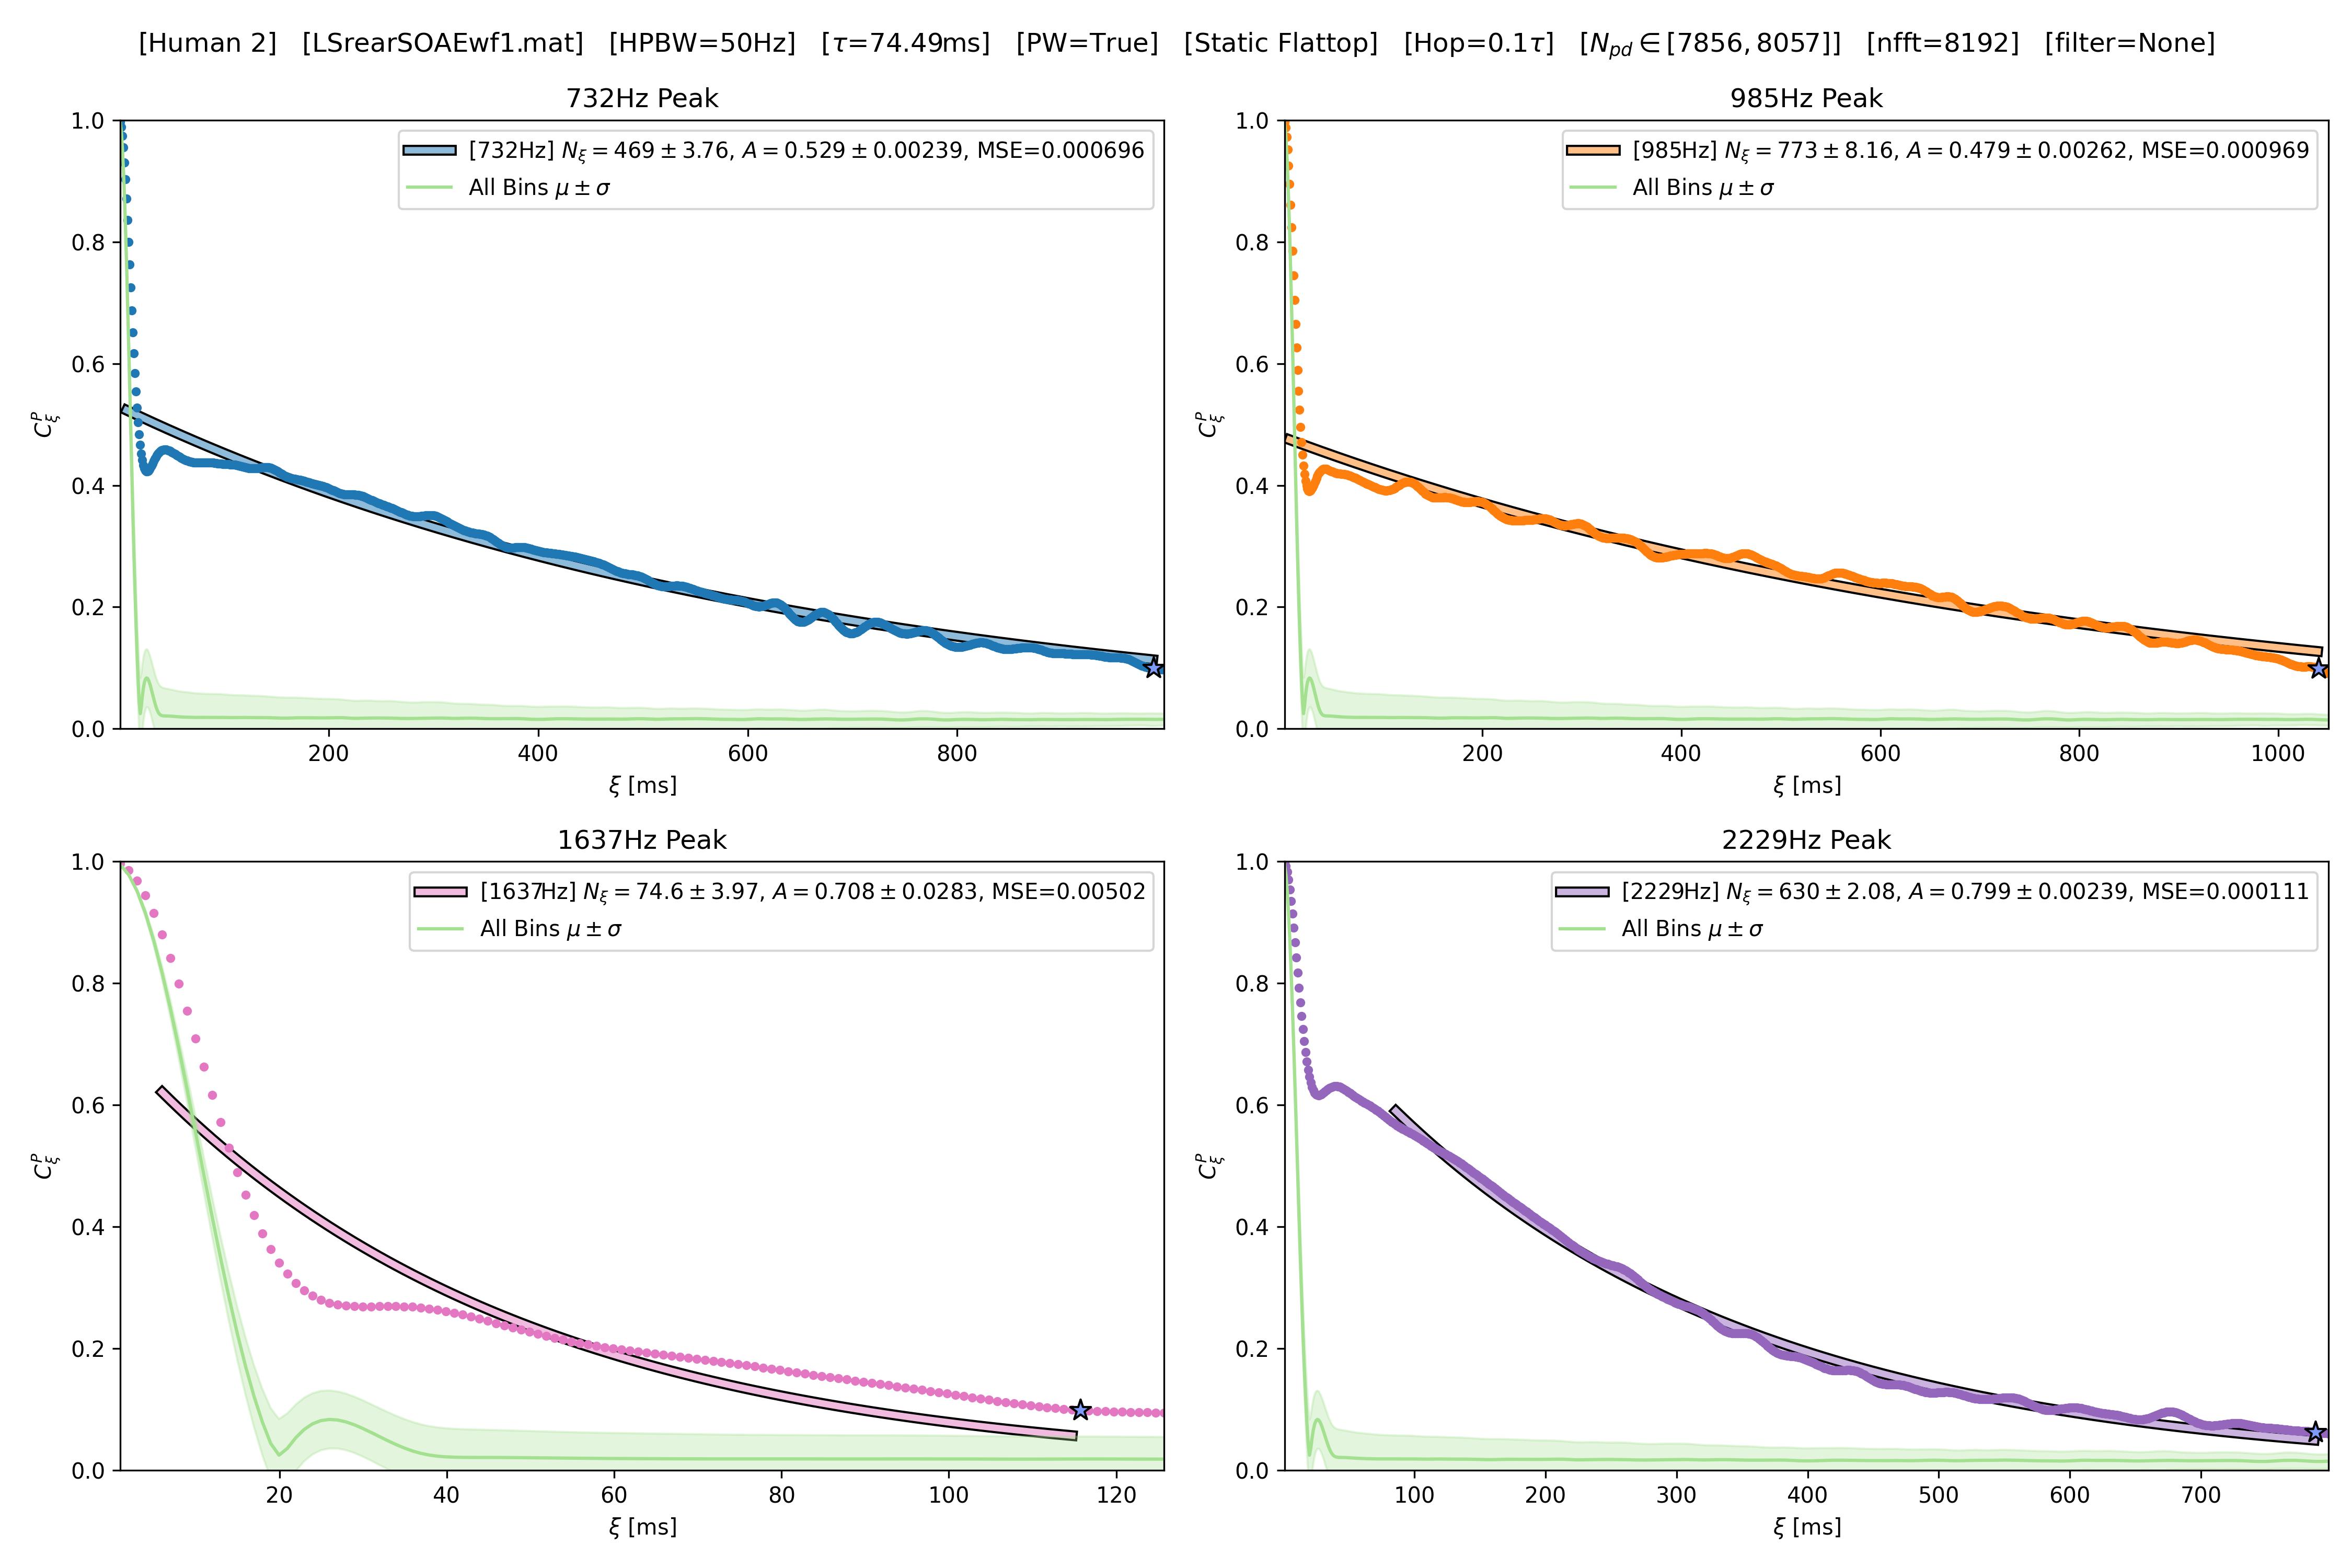 [Human 2] [LSrearSOAEwf1.mat] [HPBW=50Hz] [τ=74.49ms] [PW=True] [Static Flattop] [Hop=0.1τ] [N_pd ∈ [7856, 8057]] [nfft=8192] [filter=None]
732Hz Peak
[732Hz] N_ξ = 469 ± 3.76, A = 0.529 ± 0.00239, MSE=0.000696
All Bins μ ± σ
1.0
0.8
0.6
0.4
0.2
0.0
C_ξ^P
200 400 600 800
ξ [ms]
985Hz Peak
[985Hz] N_ξ = 773 ± 8.16, A = 0.479 ± 0.00262, MSE=0.000969
All Bins μ ± σ
1.0
0.8
0.6
0.4
0.2
0.0
C_ξ^P
200 400 600 800 1000
ξ [ms]
1637Hz Peak
[1637Hz] N_ξ = 74.6 ± 3.97, A = 0.708 ± 0.0283, MSE=0.00502
All Bins μ ± σ
1.0
0.8
0.6
0.4
0.2
0.0
C_ξ^P
20 40 60 80 100 120
ξ [ms]
2229Hz Peak
[2229Hz] N_ξ = 630 ± 2.08, A = 0.799 ± 0.00239, MSE=0.000111
All Bins μ ± σ
1.0
0.8
0.6
0.4
0.2
0.0
C_ξ^P
100 200 300 400 500 600 700
ξ [ms]